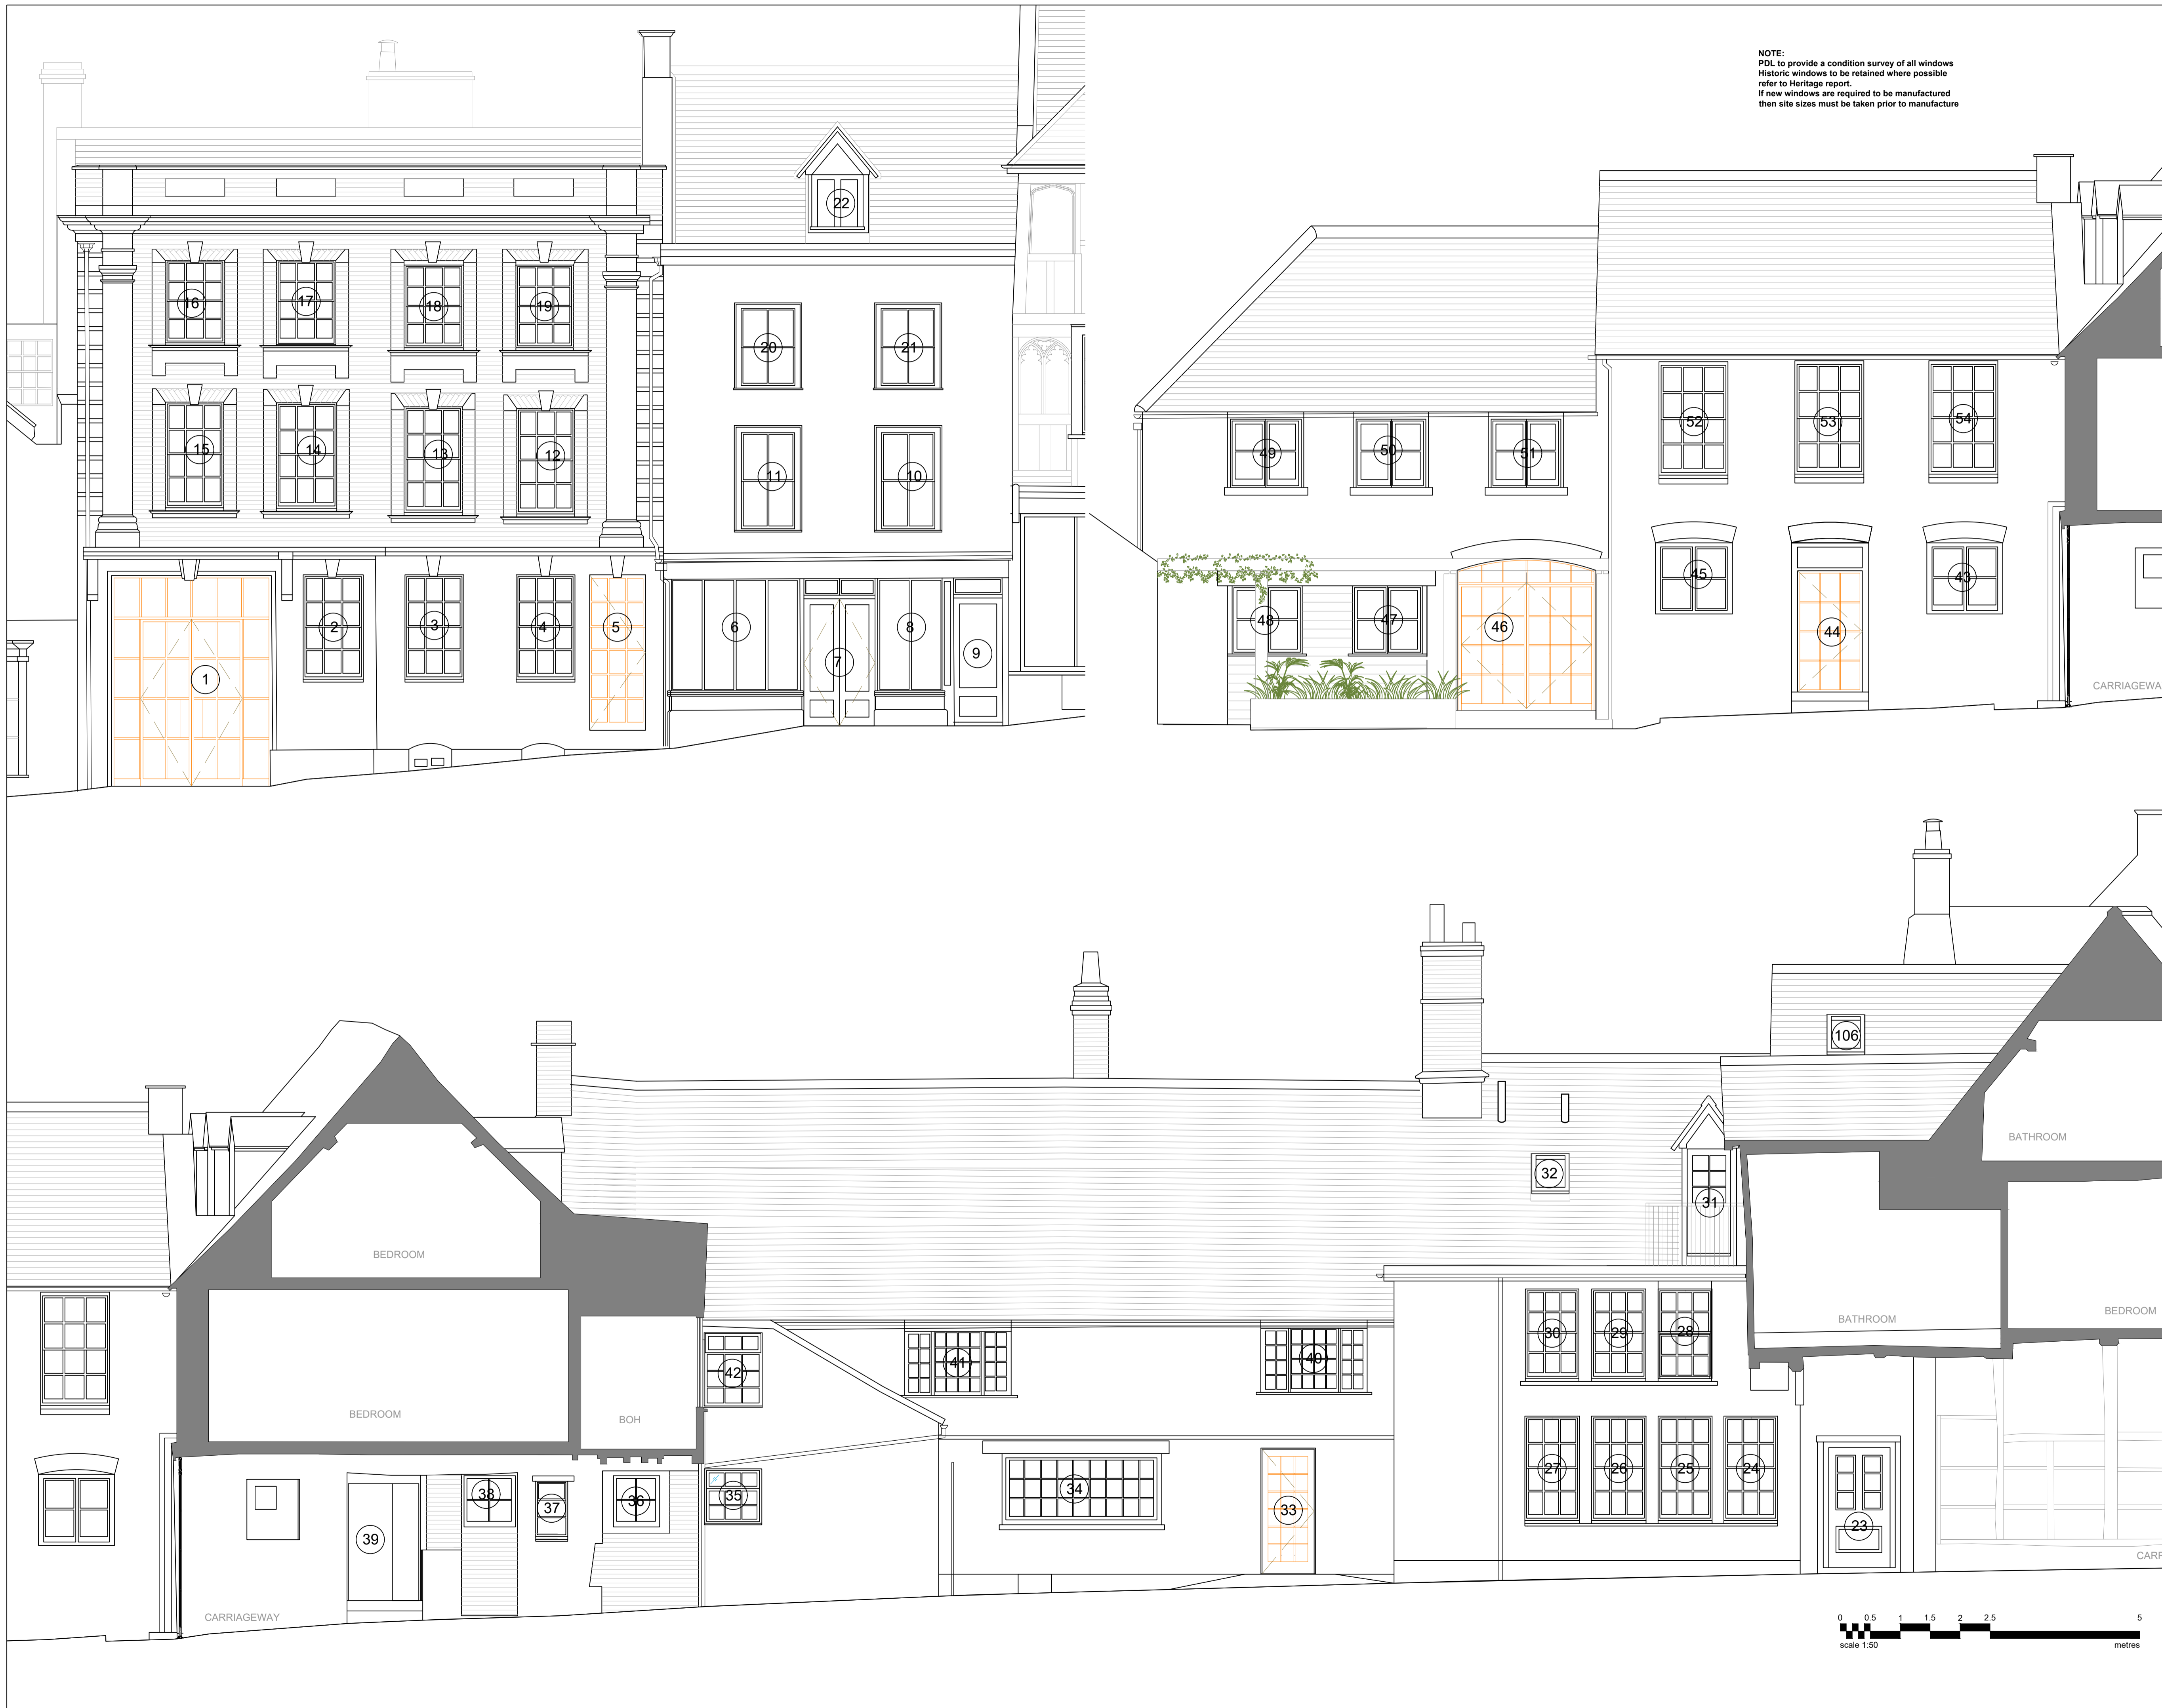 NOTE:
PDL to provide a condition survey of all windows
Historic windows to be retained where possible
refer to Heritage report.
If new windows are required to be manufactured
then site sizes must be taken prior to manufacture
22
16 17 18 19
20 21
15 14 13 12
11 10
1 2 3 4 5 6 7 8 9
52 53 54
49 50 51
45 44 43
48 47 46
CARRIAGEWA
106
BATHROOM
32
31
BEDROOM
BEDROOM
BATHROOM
30 29 28
42 41 40
BEDROOM
BOH
27 26 25 24
39 38 37 36 35 34 33 23
CARR
CARRIAGEWAY
0 0.5 1 1.5 2 2.5 5
scale 1:50 metres